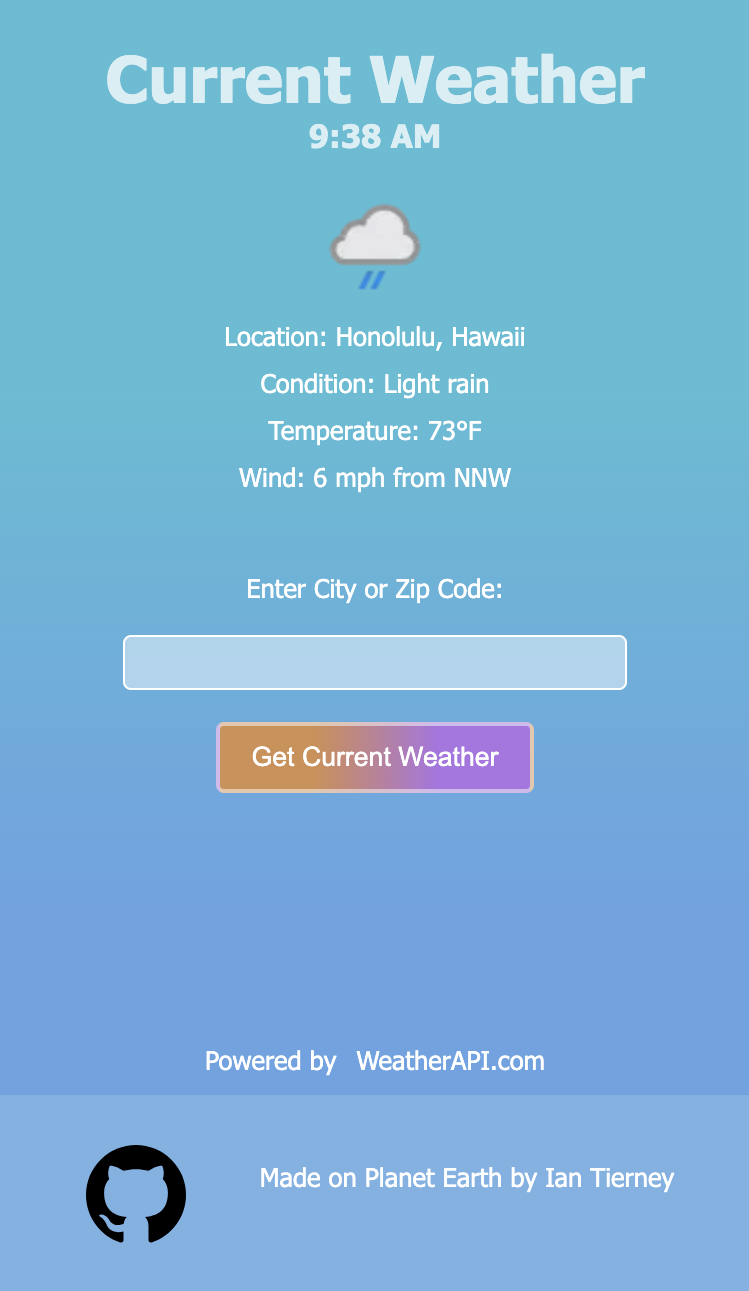 Current Weather
9:38 AM
Location: Honolulu, Hawaii
Condition: Light rain
Temperature: 73°F
Wind: 6 mph from NNW
Enter City or Zip Code:
Get Current Weather
Powered by WeatherAPI.com
Made on Planet Earth by Ian Tierney